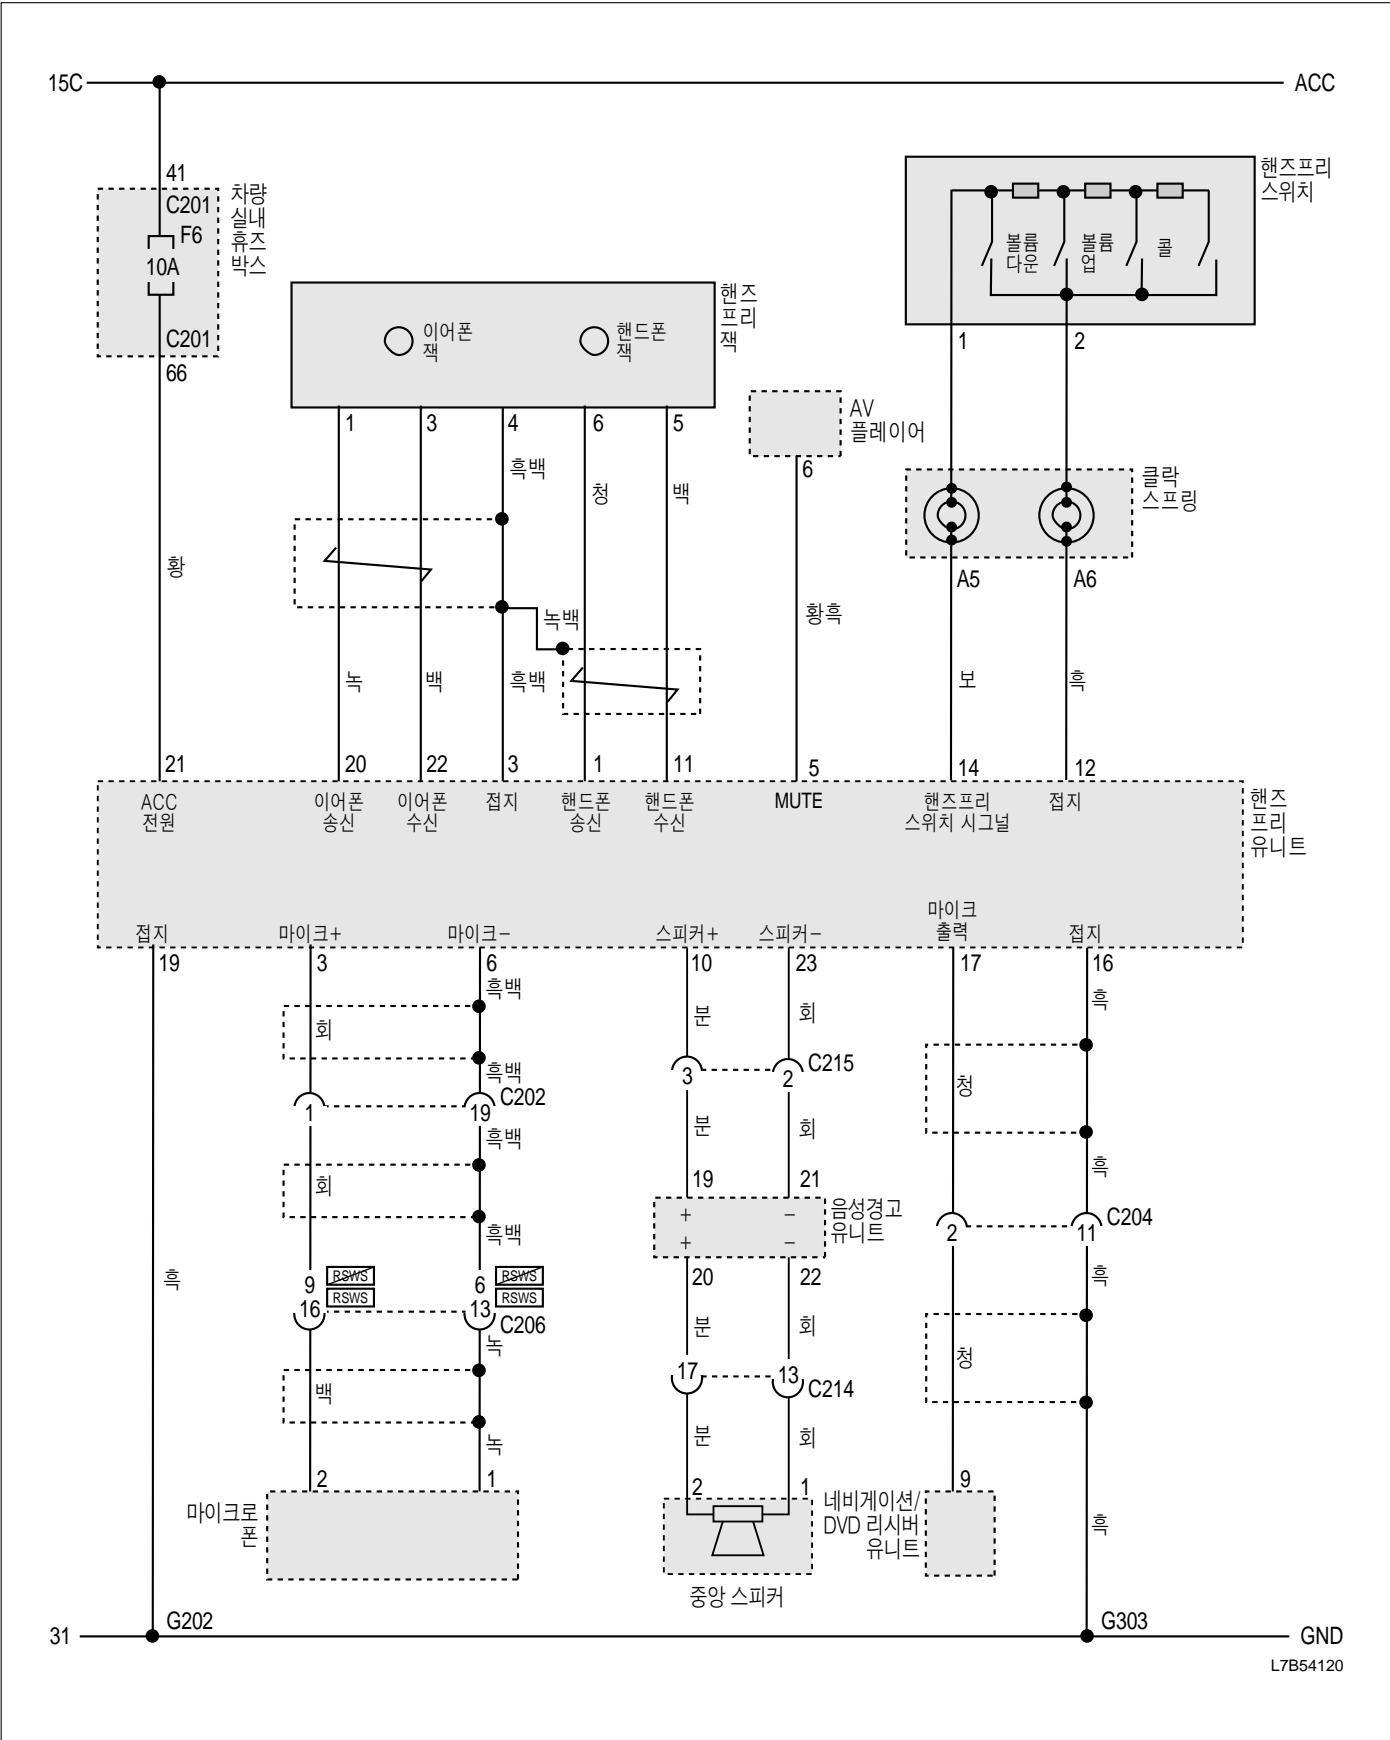 15C
ACC
41
C201
F6
10A
C201
66
차량
실내
휴즈
박스
핸즈프리
스위치
볼륨
다운
볼륨
업
콜
1
2
핸즈
프리
잭
이어폰
잭
핸드폰
잭
1
3
4
6
5
흑백
청
백
AV
플레이어
6
클락
스프링
A5
A6
황
녹백
황흑
녹
백
흑백
보
흑
21
20
22
3
1
11
5
14
12
ACC
전원
이어폰
송신
이어폰
수신
접지
핸드폰
송신
핸드폰
수신
MUTE
핸즈프리
스위치 시그널
접지
핸즈
프리
유니트
접지
마이크+
마이크-
스피커+
스피커-
마이크
출력
접지
19
3
6
10
23
17
16
흑백
흑
회
분
회
흑백
C215
3
2
청
C202
1
19
흑백
분
회
흑
회
19
21
음성경고
유니트
+
-
+
-
C204
2
11
흑백
흑
9
RSWS
6
RSWS
20
22
흑
16
RSWS
13
RSWS
C206
분
회
녹
청
17
13
C214
백
녹
분
회
2
1
2
1
9
마이크로
폰
네비게이션/
DVD 리시버
유니트
흑
중앙 스피커
31
G202
G303
GND
L7B54120